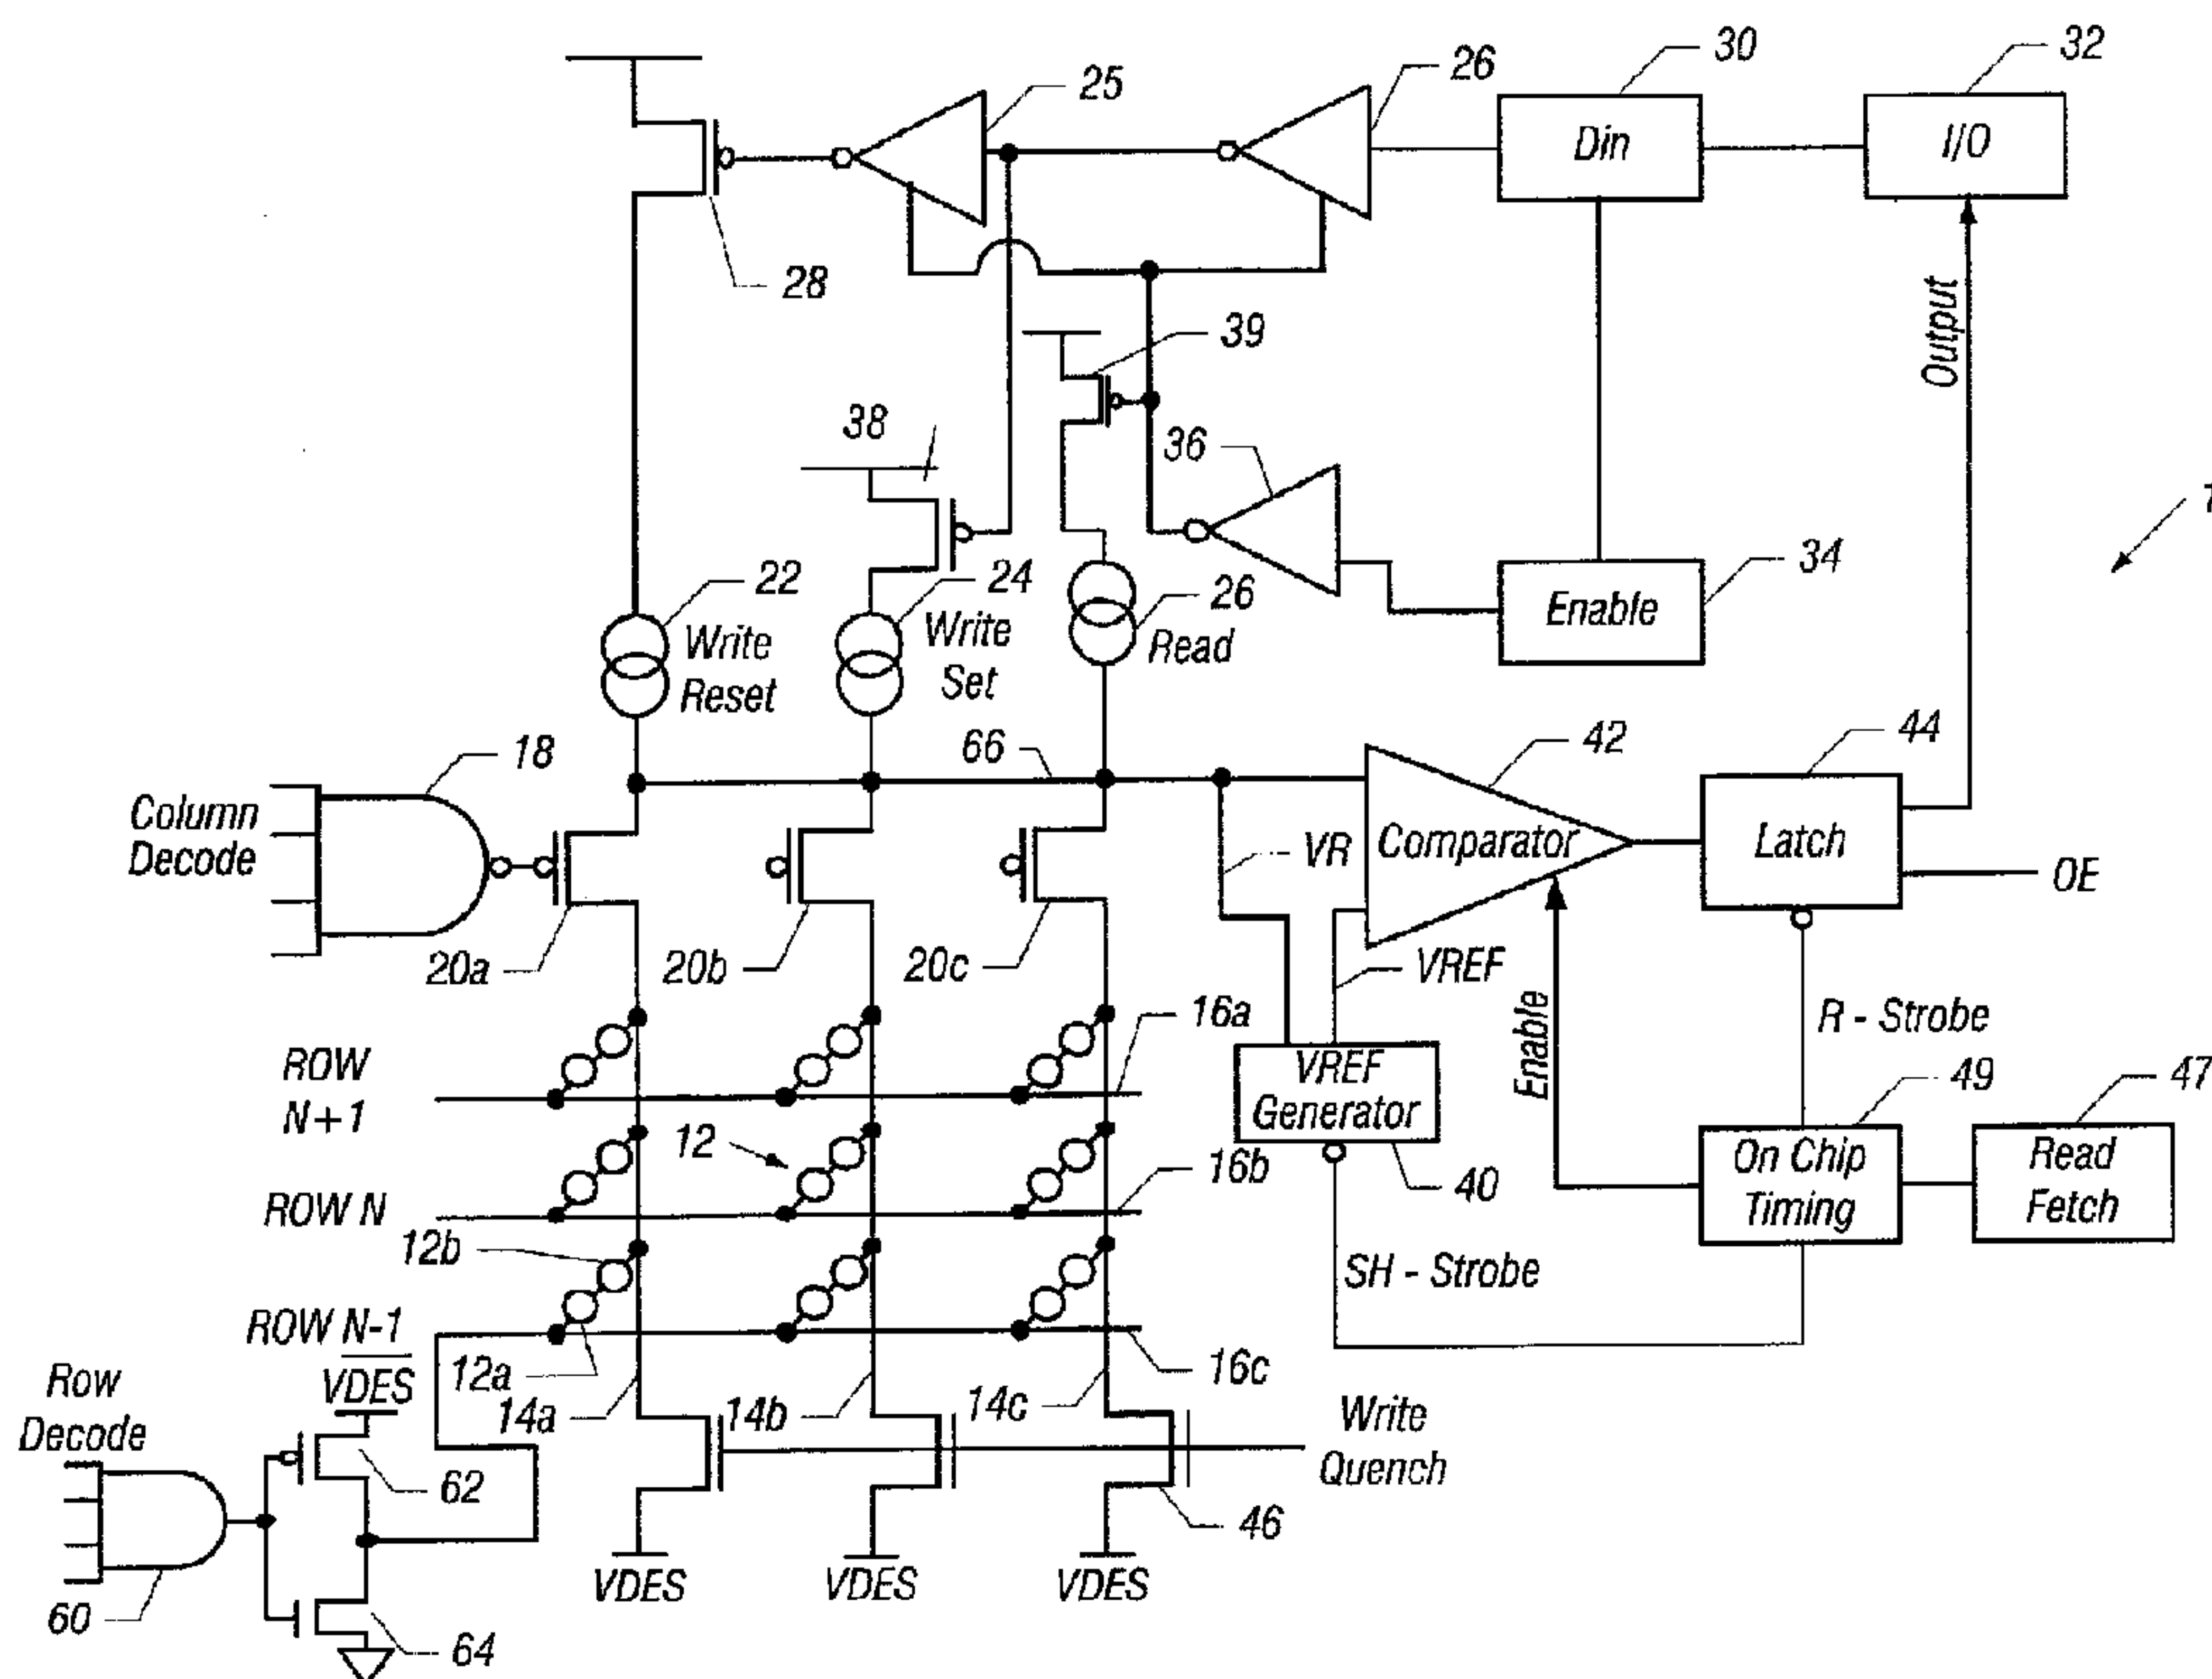 30
32
25
26
Din
I/O
28
39
Output
38
36
22
24
26
34
Write
Reset
Write
Set
Read
Enable
18
66
42
44
Column
Decode
VR
Comparator
Latch
OE
20a
20b
20c
VREF
16a
Enable
R - Strobe
ROW
N+1
VREF
Generator
49
47
12
16b
40
On Chip
Timing
Read
Fetch
ROW N
12b
SH - Strobe
ROW N-1
12a
16c
Row
Decode
VDES
14a
14b
14c
Write
Quench
62
46
VDES
VDES
VDES
60
64